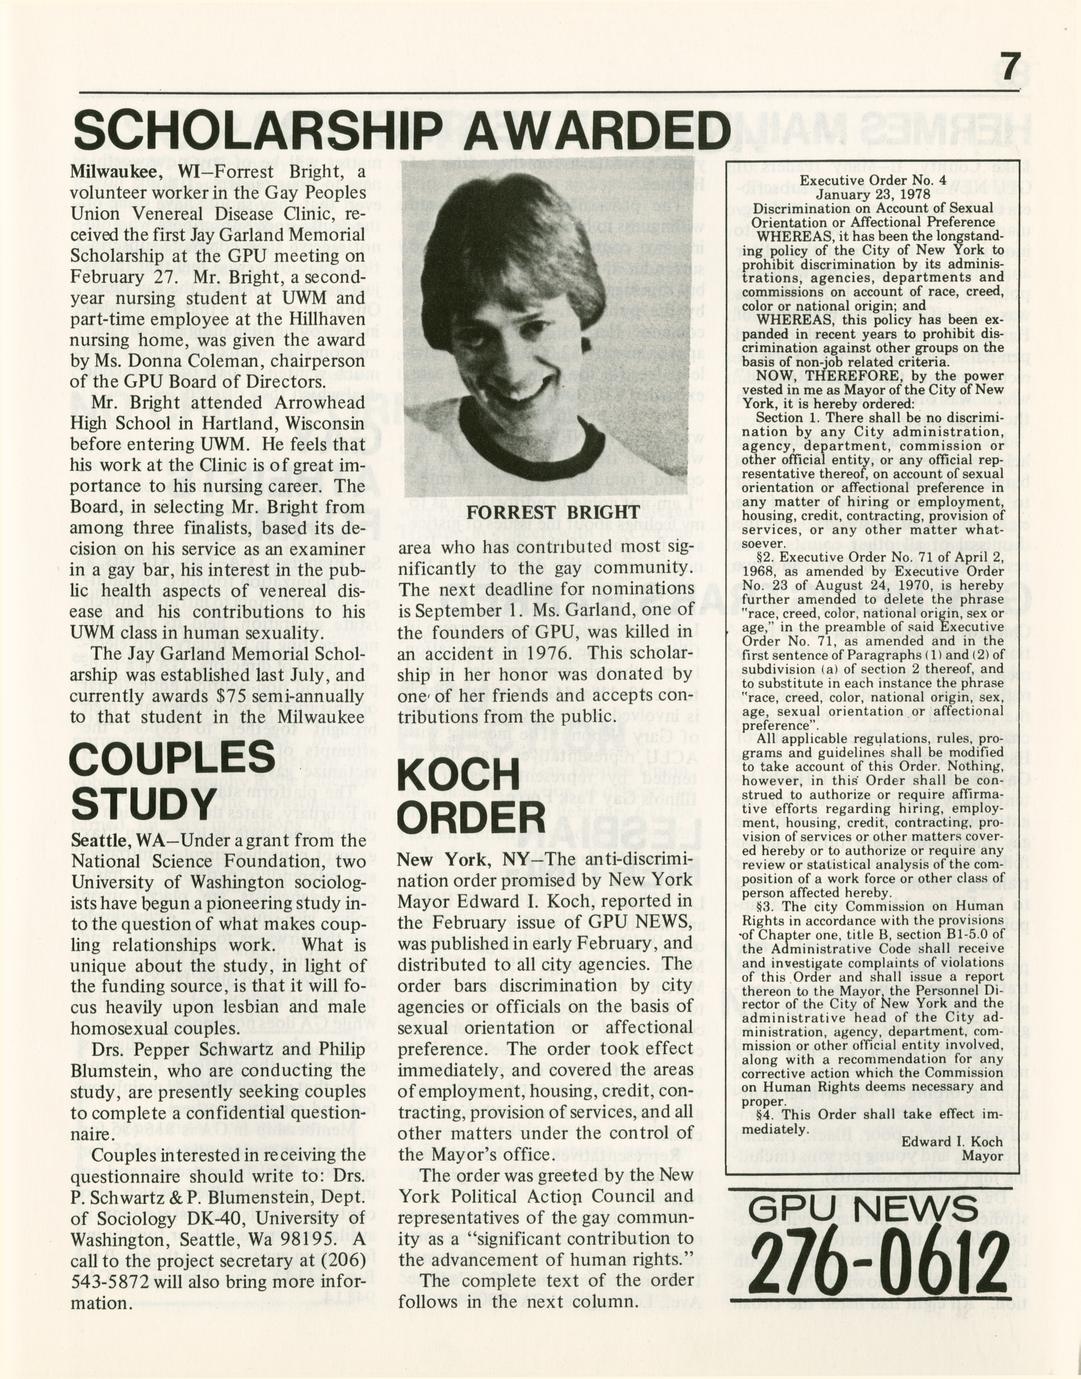 7
SCHOLARSHIP AWARDED
Milwaukee, WI—Forrest Bright, a
volunteer worker in the Gay Peoples
Union Venereal Disease Clinic, re-
ceived the first Jay Garland Memorial
Scholarship at the GPU meeting on
February 27. Mr. Bright, a second-
year nursing student at UWM and
part-time employee at the Hillhaven
nursing home, was given the award
by Ms. Donna Coleman, chairperson
of the GPU Board of Directors.
Mr. Bright attended Arrowhead
High School in Hartland, Wisconsin
before entering UWM. He feels that
his work at the Clinic is of great im-
portance to his nursing career. The
Board, in selecting Mr. Bright from
among three finalists, based its de-
cision on his service as an examiner
in a gay bar, his interest in the pub-
lic health aspects of venereal dis-
ease and his contributions to his
UWM class in human sexuality.
The Jay Garland Memorial Schol-
arship was established last July, and
currently awards $75 semi-annually
to that student in the Milwaukee
FORREST BRIGHT
area who has contributed most sig-
nificantly to the gay community.
The next deadline for nominations
is September 1. Ms. Garland, one of
the founders of GPU, was killed in
an accident in 1976. This scholar-
ship in her honor was donated by
one of her friends and accepts con-
tributions from the public.
COUPLES
STUDY
Seattle, WA—Under a grant from the
National Science Foundation, two
University of Washington sociolog-
ists have begun a pioneering study in-
to the question of what makes coup-
ling relationships work. What is
unique about the study, in light of
the funding source, is that it will fo-
cus heavily upon lesbian and male
homosexual couples.
Drs. Pepper Schwartz and Philip
Blumstein, who are conducting the
study, are presently seeking couples
to complete a confidential question-
naire.
Couples interested in receiving the
questionnaire should write to: Drs.
P. Schwartz & P. Blumenstein, Dept.
of Sociology DK-40, University of
Washington, Seattle, Wa 98195. A
call to the project secretary at (206)
543-5872 will also bring more infor-
mation.
KOCH
ORDER
New York, NY—The anti-discrimi-
nation order promised by New York
Mayor Edward I. Koch, reported in
the February issue of GPU NEWS,
was published in early February, and
distributed to all city agencies. The
order bars discrimination by city
agencies or officials on the basis of
sexual orientation or affectional
preference. The order took effect
immediately, and covered the areas
of employment, housing, credit, con-
tracting, provision of services, and all
other matters under the control of
the Mayor's office.
The order was greeted by the New
York Political Action Council and
representatives of the gay commun-
ity as a “significant contribution to
the advancement of human rights.”
The complete text of the order
follows in the next column.
Executive Order No. 4
January 23, 1978
Discrimination on Account of Sexual
Orientation or Affectional Preference
WHEREAS, it has been the longstand-
ing policy of the City of New York to
prohibit discrimination by its adminis-
trations, agencies, departments and
commissions on account of race, creed,
color or national origin; and
WHEREAS, this policy has been ex-
panded in recent years to prohibit dis-
crimination against other groups on the
basis of non-job related criteria.
NOW, THEREFORE, by the power
vested in me as Mayor of the City of New
York, it is hereby ordered:
Section 1. There shall be no discrimi-
nation by any City administration,
agency, department, commission or
other official entity, or any official rep-
resentative thereof, on account of sexual
orientation or affectional preference in
any matter of hiring or employment,
housing, credit, contracting, provision of
services, or any other matter what-
soever.
§2. Executive Order No. 71 of April 2,
1968, as amended by Executive Order
No. 23 of August 24, 1970, is hereby
further amended to delete the phrase
"race, creed, color, national origin, sex or
age," in the preamble of said Executive
Order No. 71, as amended and in the
first sentence of Paragraphs (1) and (2) of
subdivision (a) of section 2 thereof, and
to substitute in each instance the phrase
"race, creed, color, national origin, sex,
age, sexual orientation or affectional
preference".
All applicable regulations, rules, pro-
grams and guidelines shall be modified
to take account of this Order. Nothing,
however, in this Order shall be con-
strued to authorize or require affirma-
tive efforts regarding hiring, employ-
ment, housing, credit, contracting, pro-
vision of services or other matters cover-
ed hereby or to authorize or require any
review or statistical analysis of the com-
position of a work force or other class of
person affected hereby.
§3. The city Commission on Human
Rights in accordance with the provisions
of Chapter one, title B, section B1-5.0 of
the Administrative Code shall receive
and investigate complaints of violations
of this Order and shall issue a report
thereon to the Mayor, the Personnel Di-
rector of the City of New York and the
administrative head of the City ad-
ministration, agency, department, com-
mission or other official entity involved,
along with a recommendation for any
corrective action which the Commission
on Human Rights deems necessary and
proper.
§4. This Order shall take effect im-
mediately.
Edward I. Koch
Mayor
GPU NEWS
276-0612